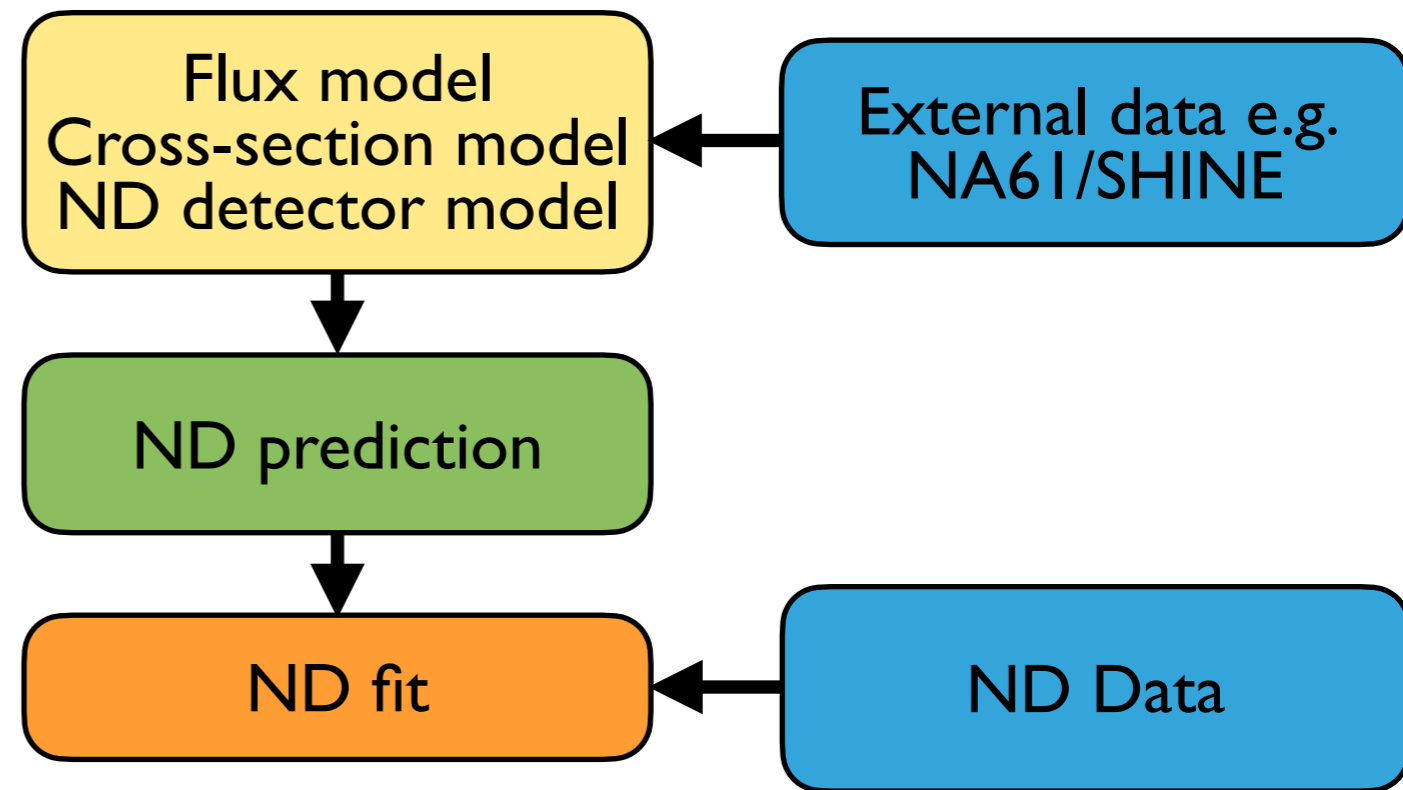 Flux model
Cross-section model
ND detector model
External data e.g.
NA61/SHINE
ND prediction
ND fit
ND Data